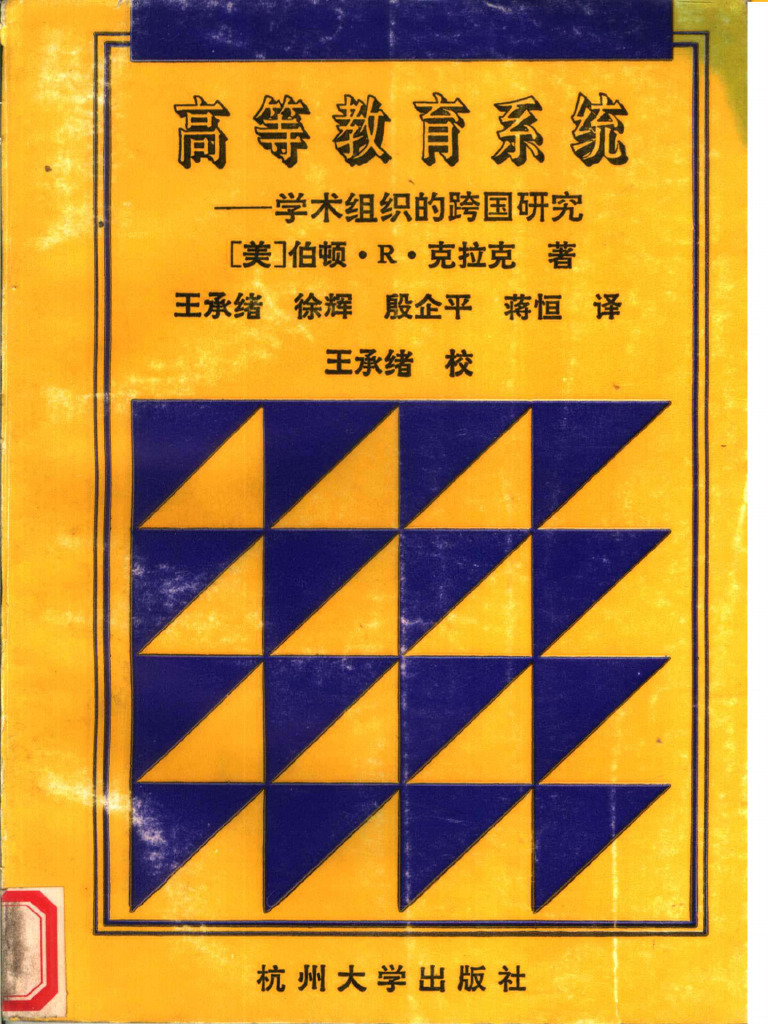 高等教育系统
——学术组织的跨国研究
[美]伯顿·R·克拉克 著
王承绪 徐辉 殷企平 蒋恒 译
王承绪 校
杭州大学出版社